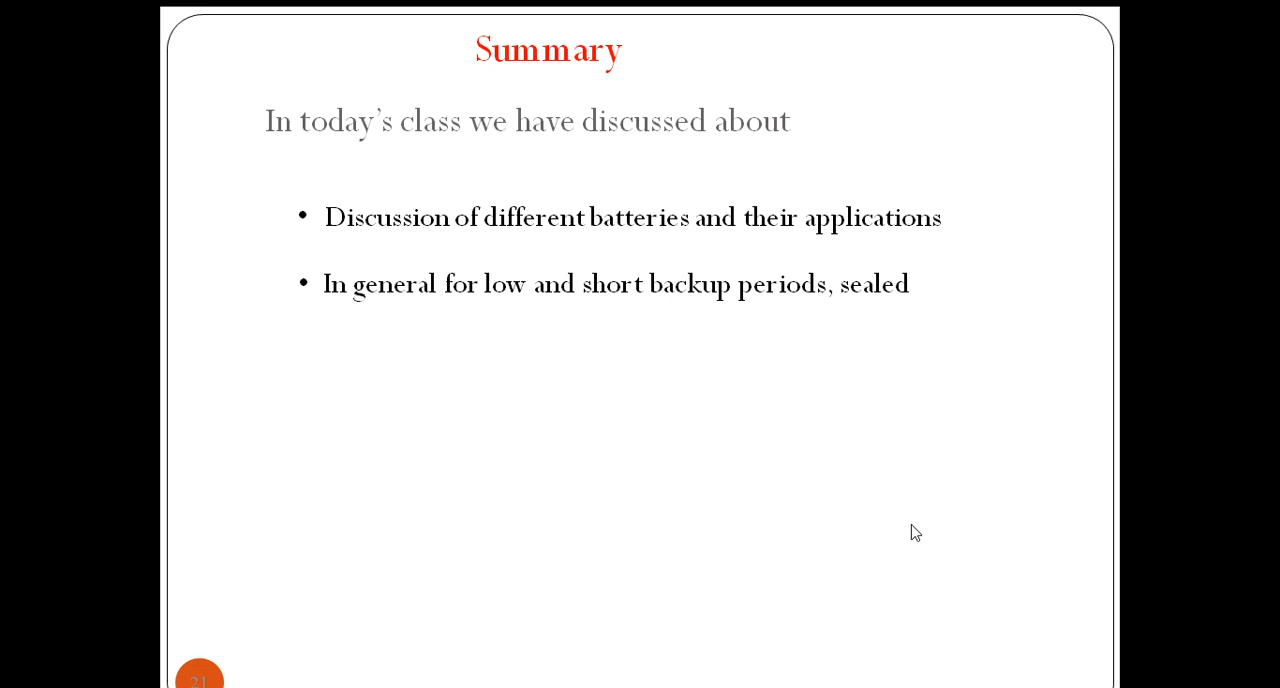 Summary
In today's class we have discussed about
• Discussion of different batteries and their applications
• In general for low and short backup periods, sealed
21